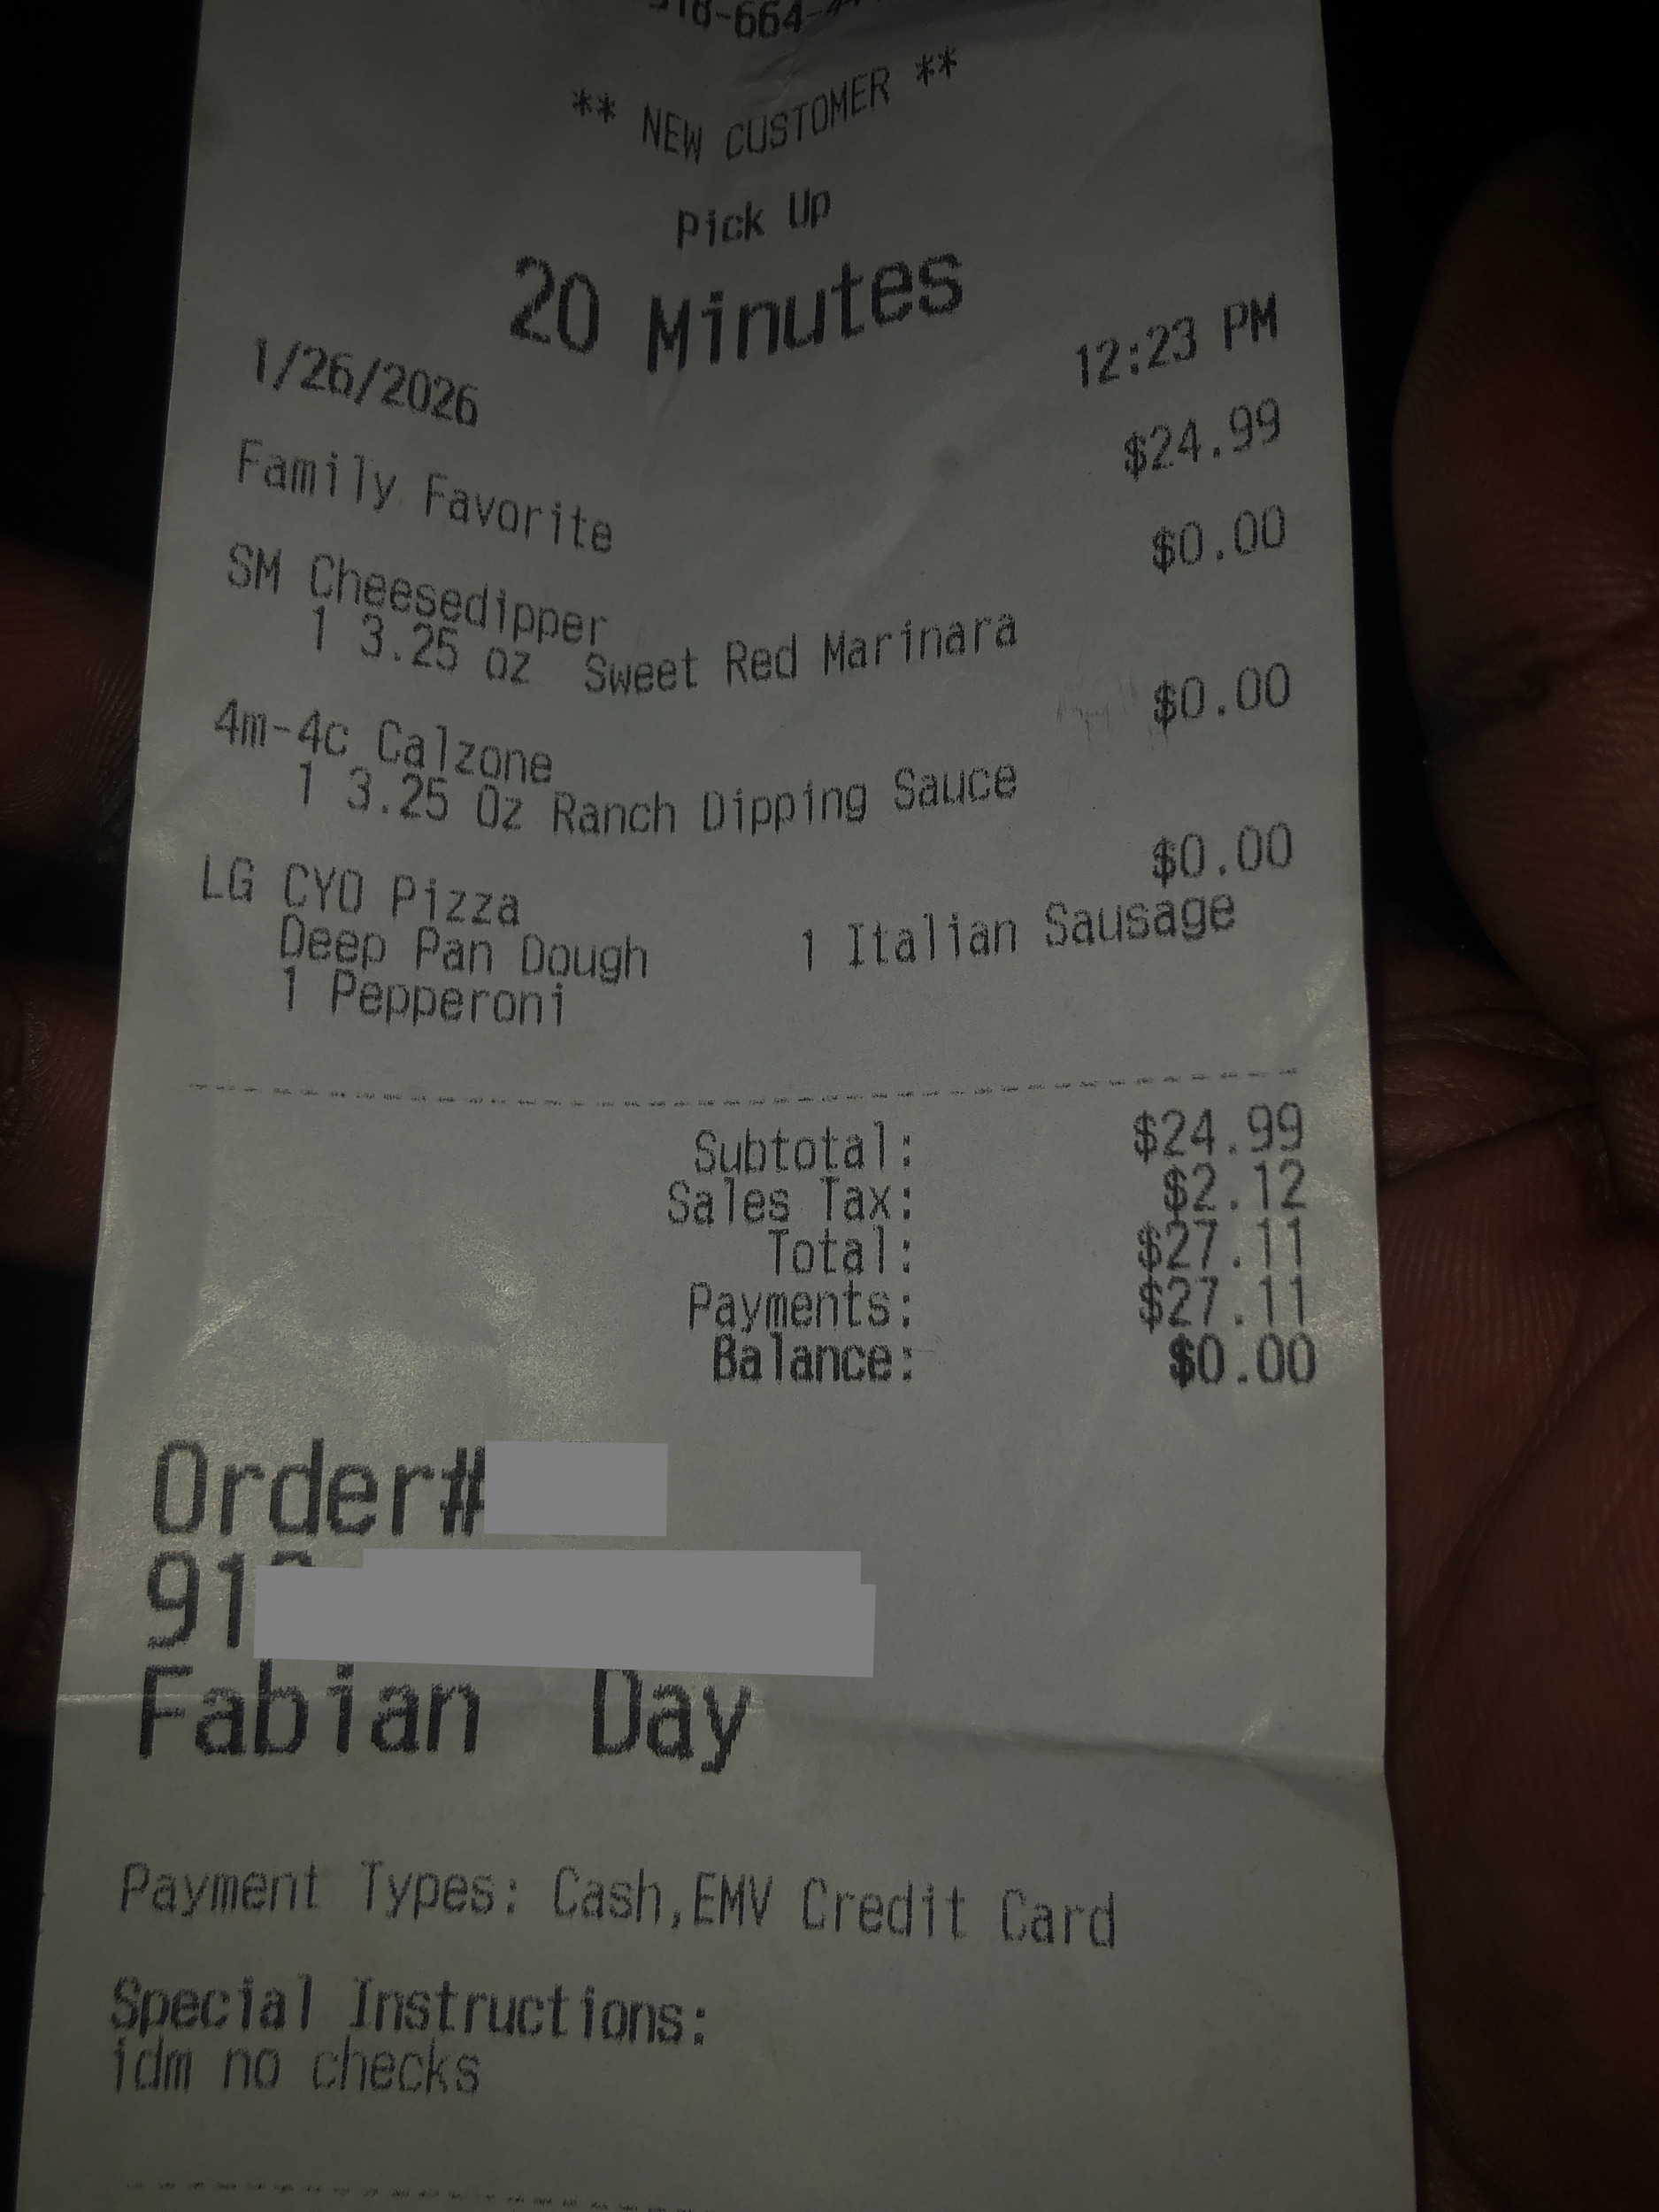 -664-
** NEW CUSTOMER **
Pick Up
20 Minutes
1/26/2026 12:23 PM
Family Favorite $24.99
SM Cheesedipper $0.00
1 3.25 oz Sweet Red Marinara
4m-4c Calzone $0.00
1 3.25 Oz Ranch Dipping Sauce
LG CYO Pizza $0.00
Deep Pan Dough 1 Italian Sausage
1 Pepperoni
Subtotal: $24.99
Sales Tax: $2.12
Total: $27.11
Payments: $27.11
Balance: $0.00
Order#
91
Fabian Day
Payment Types: Cash,EMV Credit Card
Special Instructions:
idm no checks